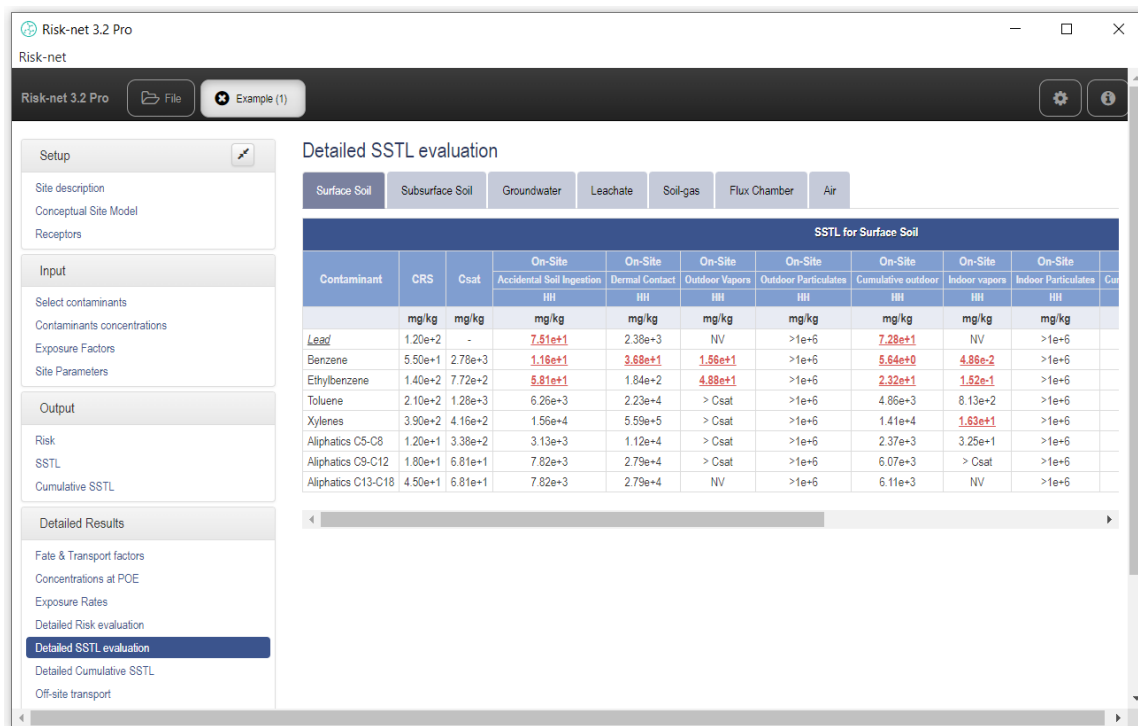 Risk-net 3.2 Pro
Risk-net
Risk-net 3.2 Pro File Example (1)
Setup
Site description
Conceptual Site Model
Receptors
Input
Select contaminants
Contaminants concentrations
Exposure Factors
Site Parameters
Output
Risk
SSTL
Cumulative SSTL
Detailed Results
Fate & Transport factors
Concentrations at POE
Exposure Rates
Detailed Risk evaluation
Detailed SSTL evaluation
Detailed Cumulative SSTL
Off-site transport
Detailed SSTL evaluation
Surface Soil Subsurface Soil Groundwater Leachate Soil-gas Flux Chamber Air
SSTL for Surface Soil
On-Site On-Site On-Site On-Site On-Site On-Site On-Site
Contaminant CRS Csat Accidental Soil Ingestion Dermal Contact Outdoor Vapors Outdoor Particulates Cumulative outdoor Indoor vapors Indoor Particulates Cur
HH HH HH HH HH HH HH
mg/kg mg/kg mg/kg mg/kg mg/kg mg/kg mg/kg mg/kg mg/kg
Lead 1.20e+2 - 7.51e+1 2.38e+3 NV >1e+6 7.28e+1 NV >1e+6
Benzene 5.50e+1 2.78e+3 1.16e+1 3.68e+1 1.56e+1 >1e+6 5.64e+0 4.86e-2 >1e+6
Ethylbenzene 1.40e+2 7.72e+2 5.81e+1 1.84e+2 4.88e+1 >1e+6 2.32e+1 1.52e-1 >1e+6
Toluene 2.10e+2 1.28e+3 6.26e+3 2.23e+4 > Csat >1e+6 4.86e+3 8.13e+2 >1e+6
Xylenes 3.90e+2 4.16e+2 1.56e+4 5.59e+5 > Csat >1e+6 1.41e+4 1.63e+1 >1e+6
Aliphatics C5-C8 1.20e+1 3.38e+2 3.13e+3 1.12e+4 > Csat >1e+6 2.37e+3 3.25e+1 >1e+6
Aliphatics C9-C12 1.80e+1 6.81e+1 7.82e+3 2.79e+4 > Csat >1e+6 6.07e+3 > Csat >1e+6
Aliphatics C13-C18 4.50e+1 6.81e+1 7.82e+3 2.79e+4 NV >1e+6 6.11e+3 NV >1e+6